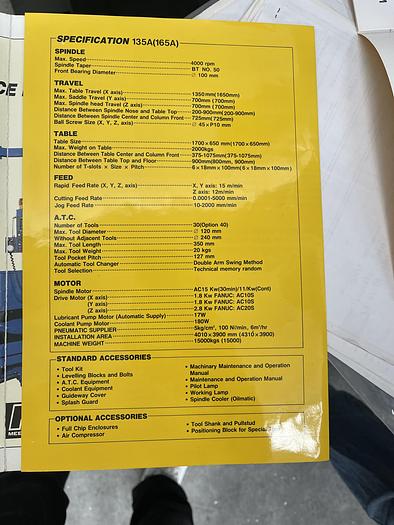 SPECIFICATION 135A(165A)
SPINDLE
Max. Speed 4000 rpm
Spindle Taper BT. NO. 50
Front Bearing Diameter ∅ 100 mm
TRAVEL
Max. Table Travel (X axis) 1350mm(1650mm)
Max. Saddle Travel (Y axis) 700mm (700mm)
Max. Spindle head Travel (Z axis) 700mm (700mm)
Distance Between Spindle Nose and Table Top 200-900mm(200-900mm)
Distance Between Spindle Center and Column Front 725mm(725mm)
Ball Screw Size (X, Y, Z, axis) ∅ 45×P10 mm
TABLE
Table Size 1700×650 mm(1700×650mm)
Max. Weight on Table 2000kgs
Distance Between Table Center and Column Front 375-1075mm(375-1075mm)
Distance Between Table Top and Floor 900mm(900mm)
Number of T-slots × Size × Pitch 6×18mm×100mm(6×18mm×100mm)
FEED
Rapid Feed Rate (X, Y, Z, axis) X, Y axis: 15 m/min
Z axis: 12m/min
Cutting Feed Rate 0.0001-5000 mm/min
Jog Feed Rate 10-2000 mm/min
A.T.C.
Number of Tools 30(Option 40)
Max. Tool Diameter ∅ 120 mm
Without Adjacent Tools ∅ 240 mm
Max. Tool Length 350 mm
Max. Tool Weight 20 kgs
Tool Pocket Pitch 127 mm
Automatic Tool Changer Double Arm Swing Method
Tool Selection Technical memory random
MOTOR
Spindle Motor AC15 Kw(30min)/11/Kw(Cont)
Drive Motor (X axis) 1.8 Kw FANUC: AC10S
(Y axis) 1.8 Kw FANUC: AC10S
(Z axis) 2.8 Kw FANUC: AC20S
Lubricant Pump Motor (Automatic Supply) 17W
Coolant Pump Motor 180W
PNEUMATIC SUPPLIER 5kg/cm², 100 N/min, 6m³/hr
INSTALLATION AREA 4010×3900 mm (4310×3900)
MACHINE WEIGHT 15000kgs (15000)
STANDARD ACCESSORIES
• Tool Kit
• Levelling Blocks and Bolts
• A.T.C. Equipment
• Coolant Equipment
• Guideway Cover
• Splash Guard
• Machinary Maintenance and Operation Manual
• Maintenance and Operation Manual
• Pilot Lamp
• Working Lamp
• Spindle Cooler (Oilmatic)
OPTIONAL ACCESSORIES
• Full Chip Enclosures
• Air Compressor
• Tool Shank and Pullstud
• Positioning Block for Special